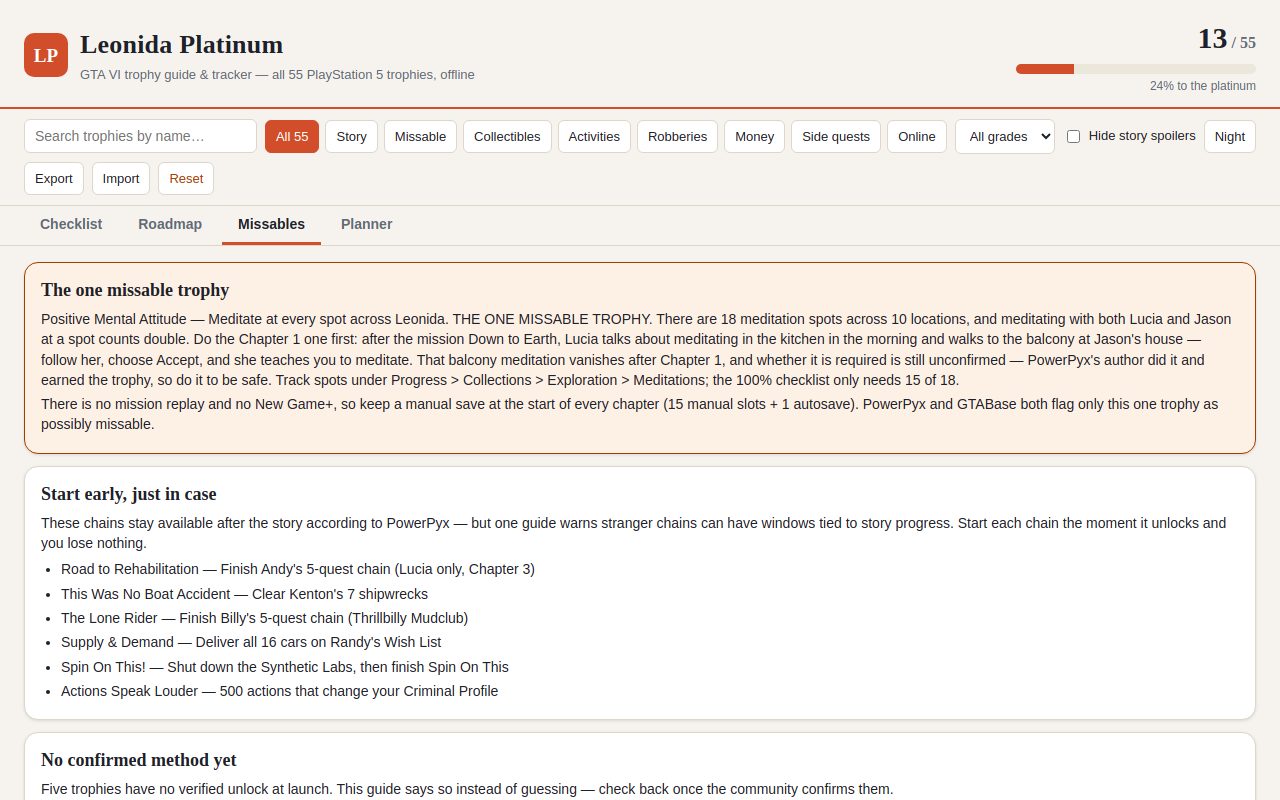 LP
Leonida Platinum
GTA VI trophy guide & tracker — all 55 PlayStation 5 trophies, offline
13 / 55
24% to the platinum
Search trophies by name…
All 55
Story
Missable
Collectibles
Activities
Robberies
Money
Side quests
Online
All grades
Hide story spoilers
Night
Export
Import
Reset
Checklist
Roadmap
Missables
Planner
The one missable trophy
Positive Mental Attitude — Meditate at every spot across Leonida. THE ONE MISSABLE TROPHY. There are 18 meditation spots across 10 locations, and meditating with both Lucia and Jason
at a spot counts double. Do the Chapter 1 one first: after the mission Down to Earth, Lucia talks about meditating in the kitchen in the morning and walks to the balcony at Jason's house —
follow her, choose Accept, and she teaches you to meditate. That balcony meditation vanishes after Chapter 1, and whether it is required is still unconfirmed — PowerPyx's author did it and
earned the trophy, so do it to be safe. Track spots under Progress > Collections > Exploration > Meditations; the 100% checklist only needs 15 of 18.
There is no mission replay and no New Game+, so keep a manual save at the start of every chapter (15 manual slots + 1 autosave). PowerPyx and GTABase both flag only this one trophy as
possibly missable.
Start early, just in case
These chains stay available after the story according to PowerPyx — but one guide warns stranger chains can have windows tied to story progress. Start each chain the moment it unlocks and
you lose nothing.
• Road to Rehabilitation — Finish Andy's 5-quest chain (Lucia only, Chapter 3)
• This Was No Boat Accident — Clear Kenton's 7 shipwrecks
• The Lone Rider — Finish Billy's 5-quest chain (Thrillbilly Mudclub)
• Supply & Demand — Deliver all 16 cars on Randy's Wish List
• Spin On This! — Shut down the Synthetic Labs, then finish Spin On This
• Actions Speak Louder — 500 actions that change your Criminal Profile
No confirmed method yet
Five trophies have no verified unlock at launch. This guide says so instead of guessing — check back once the community confirms them.